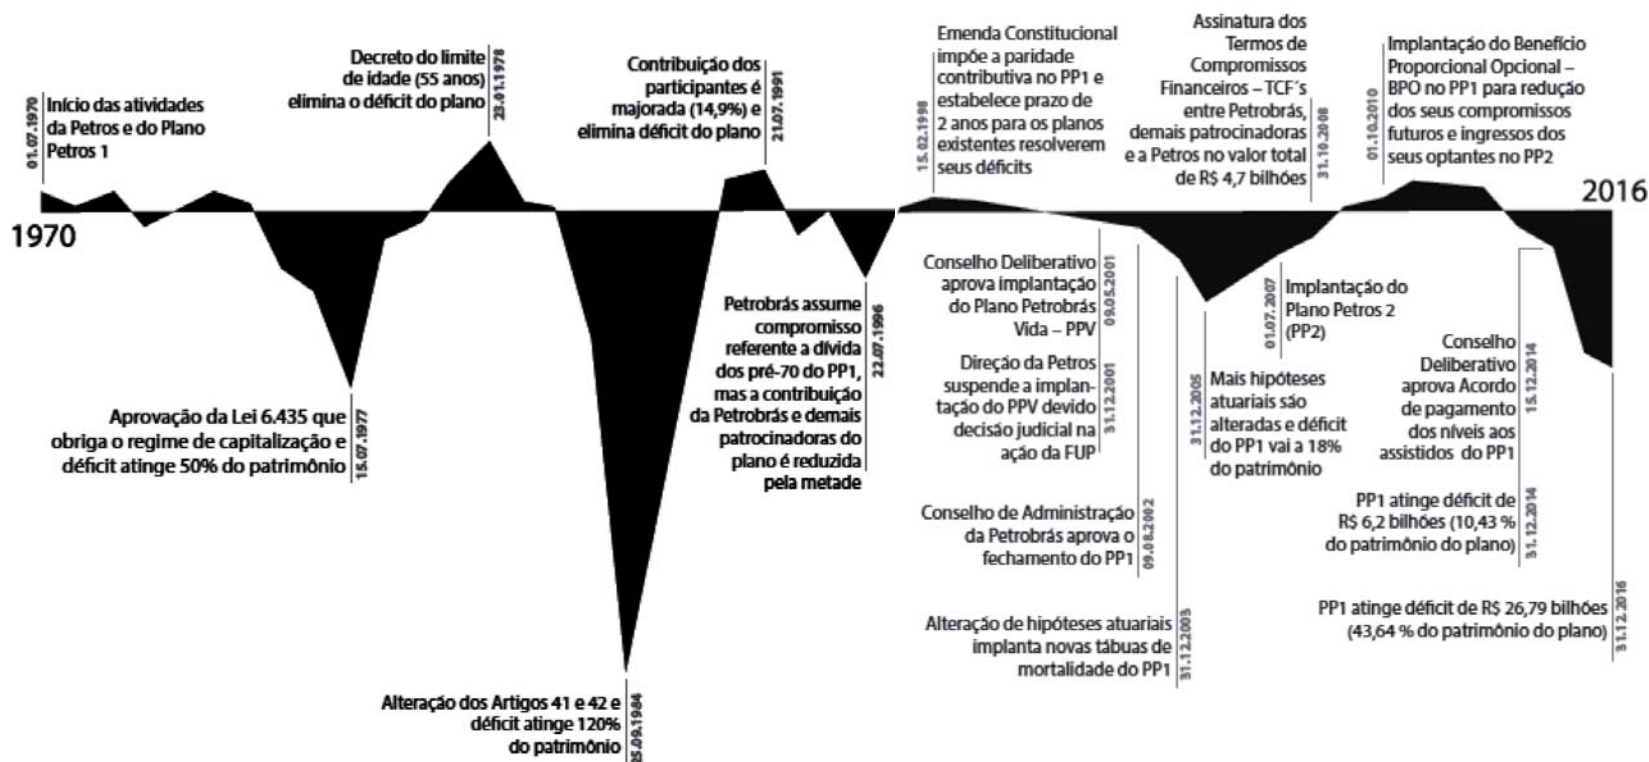 01.07.1970
Início das atividades
da Petros e do Plano
Petros 1
1970
Decreto do limite
de idade (55 anos)
elimina o déficit do plano
23.01.1978
Contribuição dos
participantes é
majorada (14,9%) e
elimina déficit do plano
21.07.1991
15.02.1998
Emenda Constitucional
impõe a paridade
contributiva no PP1 e
estabelece prazo de
2 anos para os planos
existentes resolverem
seus déficits
Assinatura dos
Termos de
Compromissos
Financeiros – TCF´s
entre Petrobrás,
demais patrocinadoras
e a Petros no valor total
de R$ 4,7 bilhões
31.10.2008
01.10.2010
Implantação do Benefício
Proporcional Opcional –
BPO no PP1 para redução
dos seus compromissos
futuros e ingressos dos
seus optantes no PP2
2016
Aprovação da Lei 6.435 que
obriga o regime de capitalização e
déficit atinge 50% do patrimônio
15.07.1977
Alteração dos Artigos 41 e 42 e
déficit atinge 120%
do patrimônio
25.09.1984
Petrobrás assume
compromisso
referente a dívida
dos pré-70 do PP1,
mas a contribuição
da Petrobrás e demais
patrocinadoras do
plano é reduzida
pela metade
22.07.1996
Conselho Deliberativo
aprova implantação
do Plano Petrobrás
Vida – PPV
09.05.2001
Direção da Petros
suspende a implan-
tação do PPV devido
decisão judicial na
ação da FUP
31.12.2001
Conselho de Administração
da Petrobrás aprova o
fechamento do PP1
09.08.2002
Alteração de hipóteses atuariais
implanta novas tábuas de
mortalidade do PP1
31.12.2003
31.12.2005
Mais hipóteses
atuariais são
alteradas e déficit
do PP1 vai a 18%
do patrimônio
01.07.2007
Implantação do
Plano Petros 2
(PP2)
Conselho
Deliberativo
aprova Acordo
de pagamento
dos níveis aos
assistidos do PP1
15.12.2014
PP1 atinge déficit de
R$ 6,2 bilhões (10,43 %
do patrimônio do plano)
31.12.2014
PP1 atinge déficit de R$ 26,79 bilhões
(43,64 % do patrimônio do plano)
31.12.2016